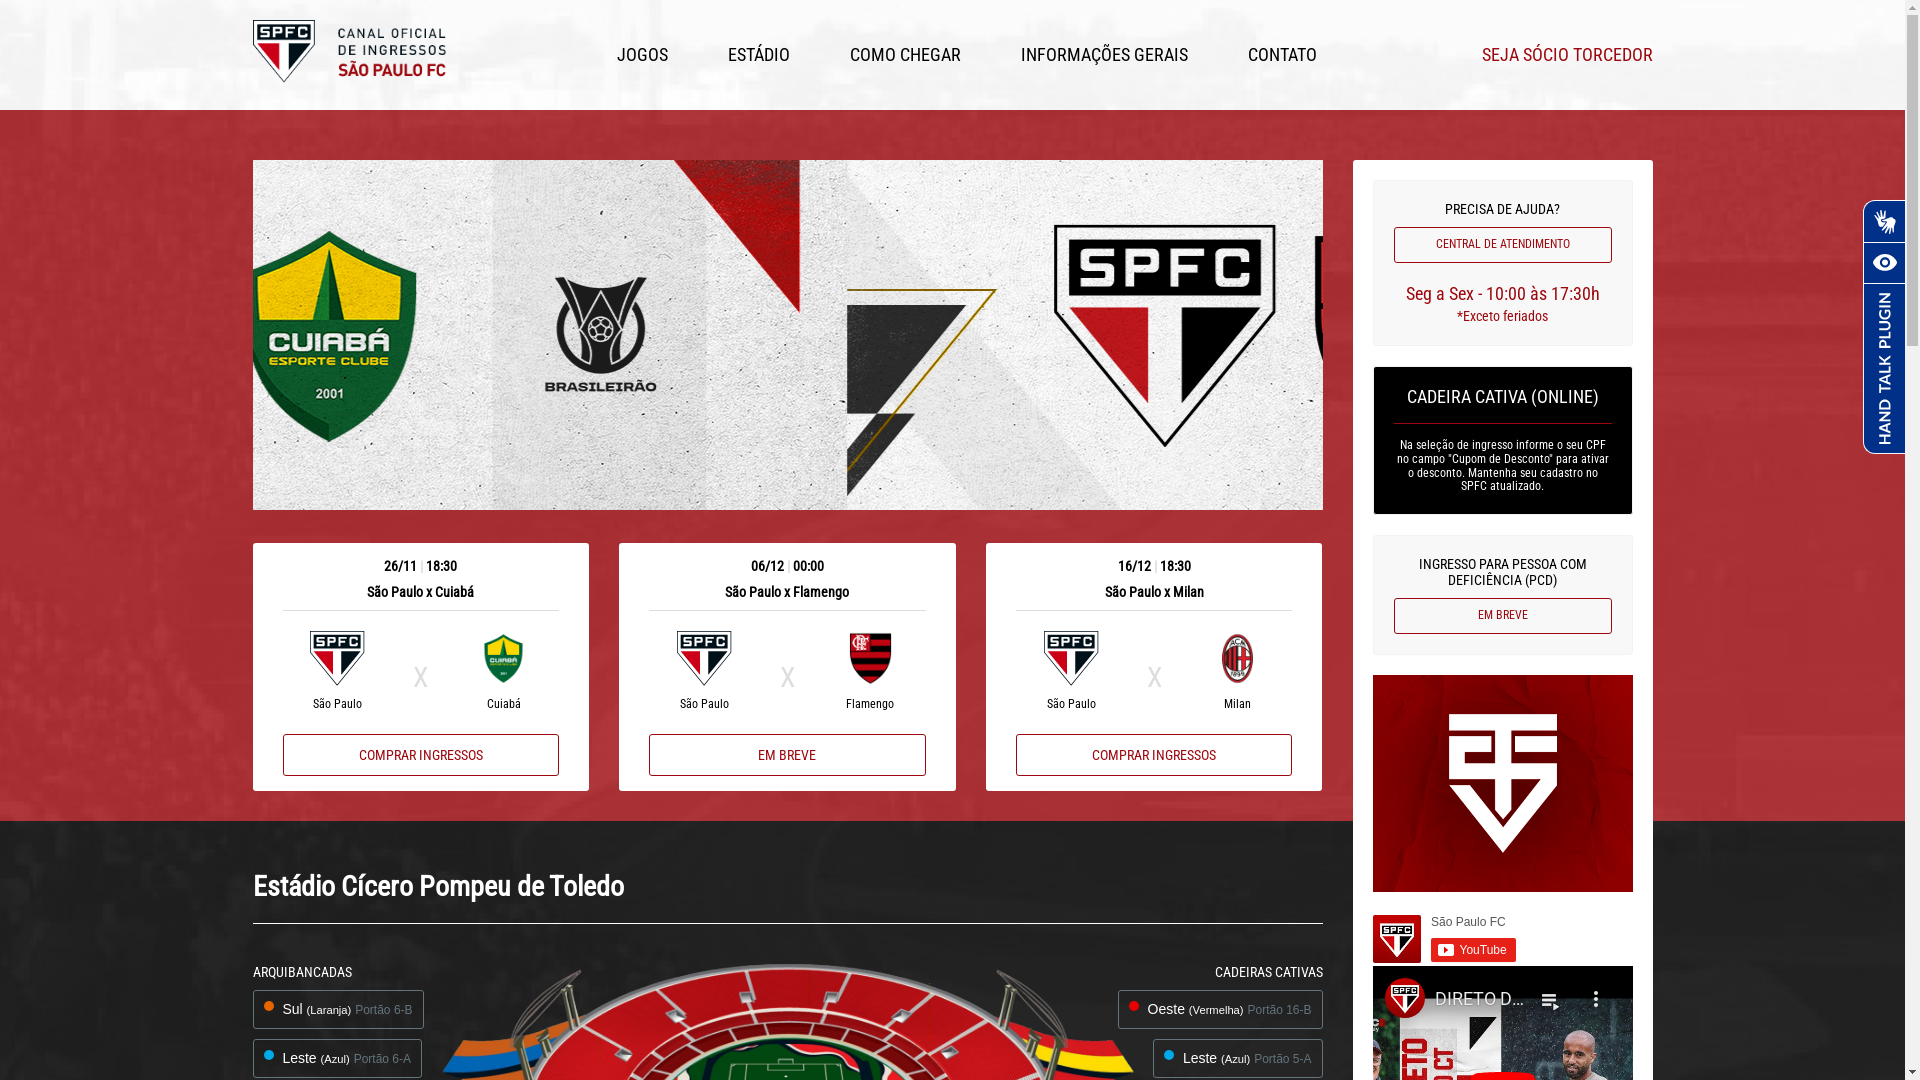 SPFC
CANAL OFICIAL
DE INGRESSOS
SÃO PAULO FC
JOGOS
ESTÁDIO
COMO CHEGAR
INFORMAÇÕES GERAIS
CONTATO
SEJA SÓCIO TORCEDOR
CUIABÁ
ESPORTE CLUBE
2001
BRASILEIRÃO
SPFC
PRECISA DE AJUDA?
CENTRAL DE ATENDIMENTO
Seg a Sex - 10:00 às 17:30h
*Exceto feriados
HAND TALK PLUGIN
CADEIRA CATIVA (ONLINE)
Na seleção de ingresso informe o seu CPF
no campo "Cupom de Desconto" para ativar
o desconto. Mantenha seu cadastro no
SPFC atualizado.
INGRESSO PARA PESSOA COM
DEFICIÊNCIA (PCD)
EM BREVE
26/11 | 18:30
São Paulo x Cuiabá
SPFC
X
CUIABÁ
São Paulo
Cuiabá
COMPRAR INGRESSOS
06/12 | 00:00
São Paulo x Flamengo
SPFC
X
São Paulo
Flamengo
EM BREVE
16/12 | 18:30
São Paulo x Milan
SPFC
X
ACM
1899
São Paulo
Milan
COMPRAR INGRESSOS
Estádio Cícero Pompeu de Toledo
ARQUIBANCADAS
Sul (Laranja) Portão 6-B
Leste (Azul) Portão 6-A
CADEIRAS CATIVAS
Oeste (Vermelha) Portão 16-B
Leste (Azul) Portão 5-A
SPFC
São Paulo FC
YouTube
SPFC
DIRETO D...